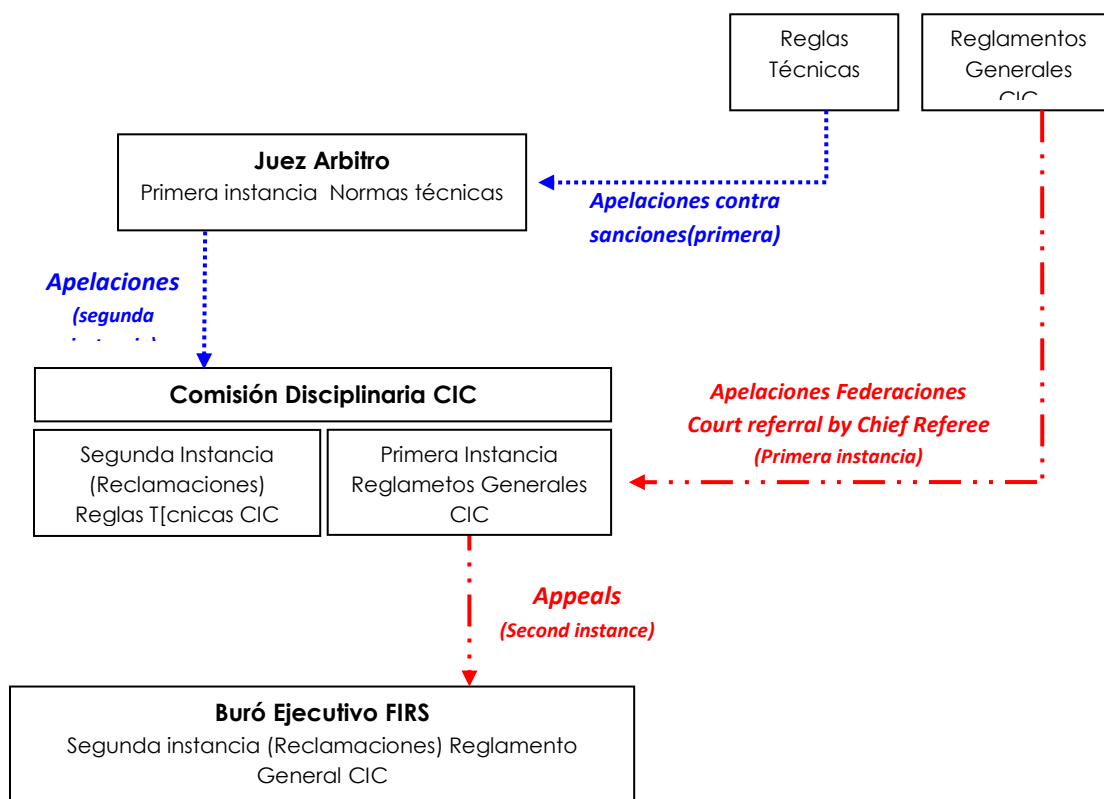 Reglas
Técnicas
Reglamentos
Generales
CIC
Juez Arbitro
Primera instancia Normas técnicas
Apelaciones contra
sanciones(primera)
Apelaciones
(segunda
Comisión Disciplinaria CIC
Segunda Instancia
(Reclamaciones)
Reglas T[cnicas CIC
Primera Instancia
Reglametos Generales
CIC
Apelaciones Federaciones
Court referral by Chief Referee
(Primera instancia)
Appeals
(Second instance)
Buró Ejecutivo FIRS
Segunda instancia (Reclamaciones) Reglamento
General CIC